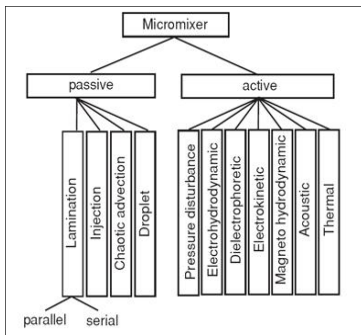 Micromixer
passive
active
Lamination
Injection
Chaotic advection
Droplet
Pressure disturbance
Electrohydrodynamic
Dielectrophoretic
Electrokinetic
Magneto hydrodynamic
Acoustic
Thermal
parallel
serial